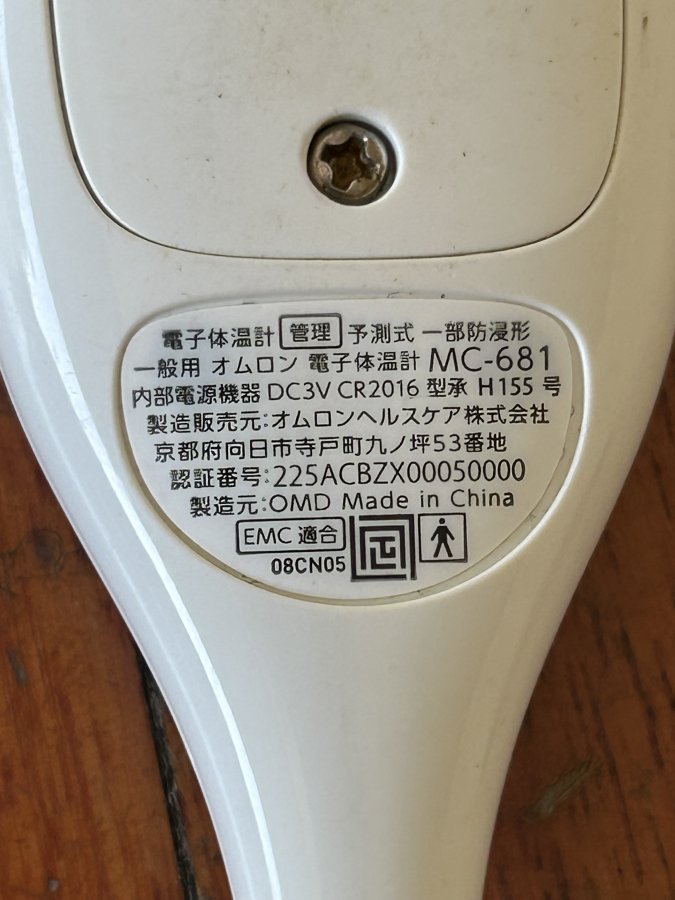 電子体温計 管理 予測式 一部防浸形
一般用 オムロン 電子体温計 MC-681
内部電源機器 DC3V CR2016 型承 H155 号
製造販売元:オムロンヘルスケア株式会社
京都府向日市寺戸町九ノ坪53番地
認証番号:225ACBZX00050000
製造元:OMD Made in China
EMC 適合
08CN05